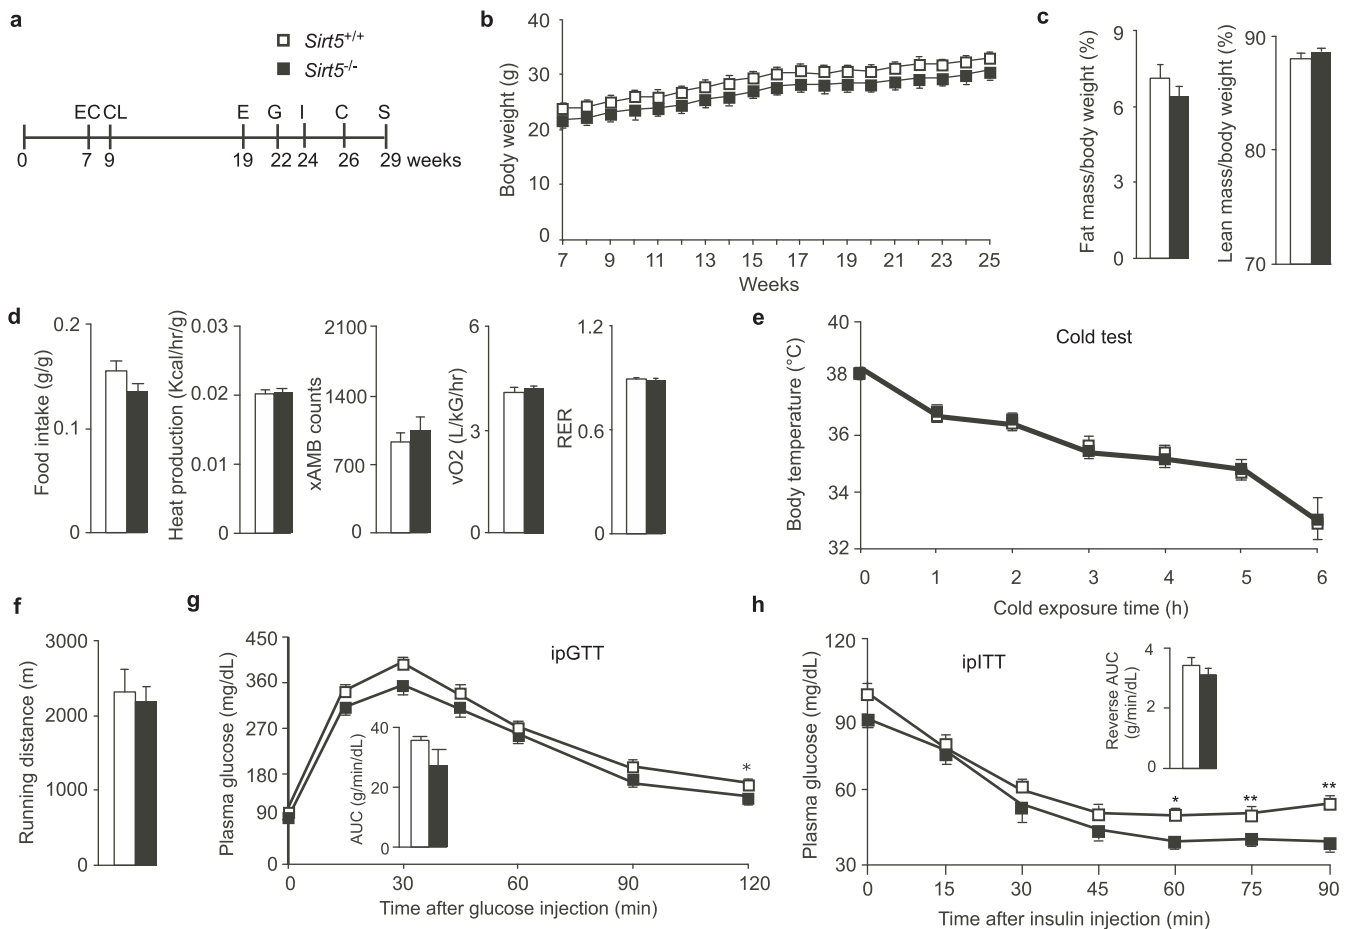 a
Sirt5+/+
Sirt5-/-
EC CL E G I C S
0 7 9 19 22 24 26 29 weeks
b
Body weight (g)
40
30
20
10
0
7 9 11 13 15 17 19 21 23 25
Weeks
c
Fat mass/body weight (%)
9
6
3
0
Lean mass/body weight (%)
90
80
70
d
Food intake (g/g)
0.2
0.1
0
Heat production (Kcal/hr/g)
0.03
0.02
0.01
0
xAMB counts
2100
1400
700
0
vO2 (L/kG/hr)
6
3
0
RER
1.2
0.6
0
e
Cold test
Body temperature (°C)
40
38
36
34
32
0 1 2 3 4 5 6
Cold exposure time (h)
f
Running distance (m)
3000
2000
1000
0
g
ipGTT
Plasma glucose (mg/dL)
450
360
270
180
90
0
AUC (g/min/dL)
40
20
0
*
0 30 60 90 120
Time after glucose injection (min)
h
ipITT
Plasma glucose (mg/dL)
120
90
60
30
Reverse AUC
(g/min/dL)
4
2
0
* ** **
0 15 30 45 60 75 90
Time after insulin injection (min)